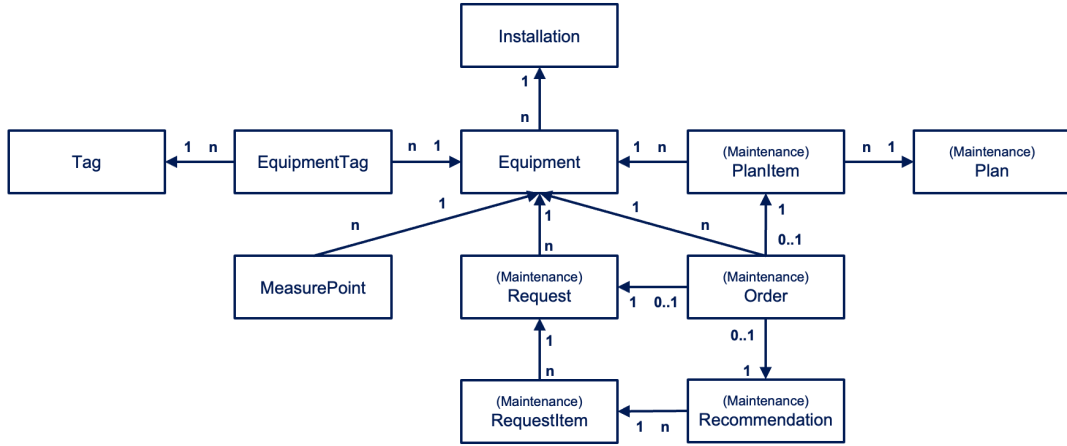 Installation
1
n
1 n
n 1
1 n
n 1
Tag
EquipmentTag
Equipment
(Maintenance)
PlanItem
(Maintenance)
Plan
1
n
1
n
1
n
1
0..1
MeasurePoint
(Maintenance)
Request
1 0..1
(Maintenance)
Order
1
n
0..1
1
(Maintenance)
RequestItem
1 n
(Maintenance)
Recommendation